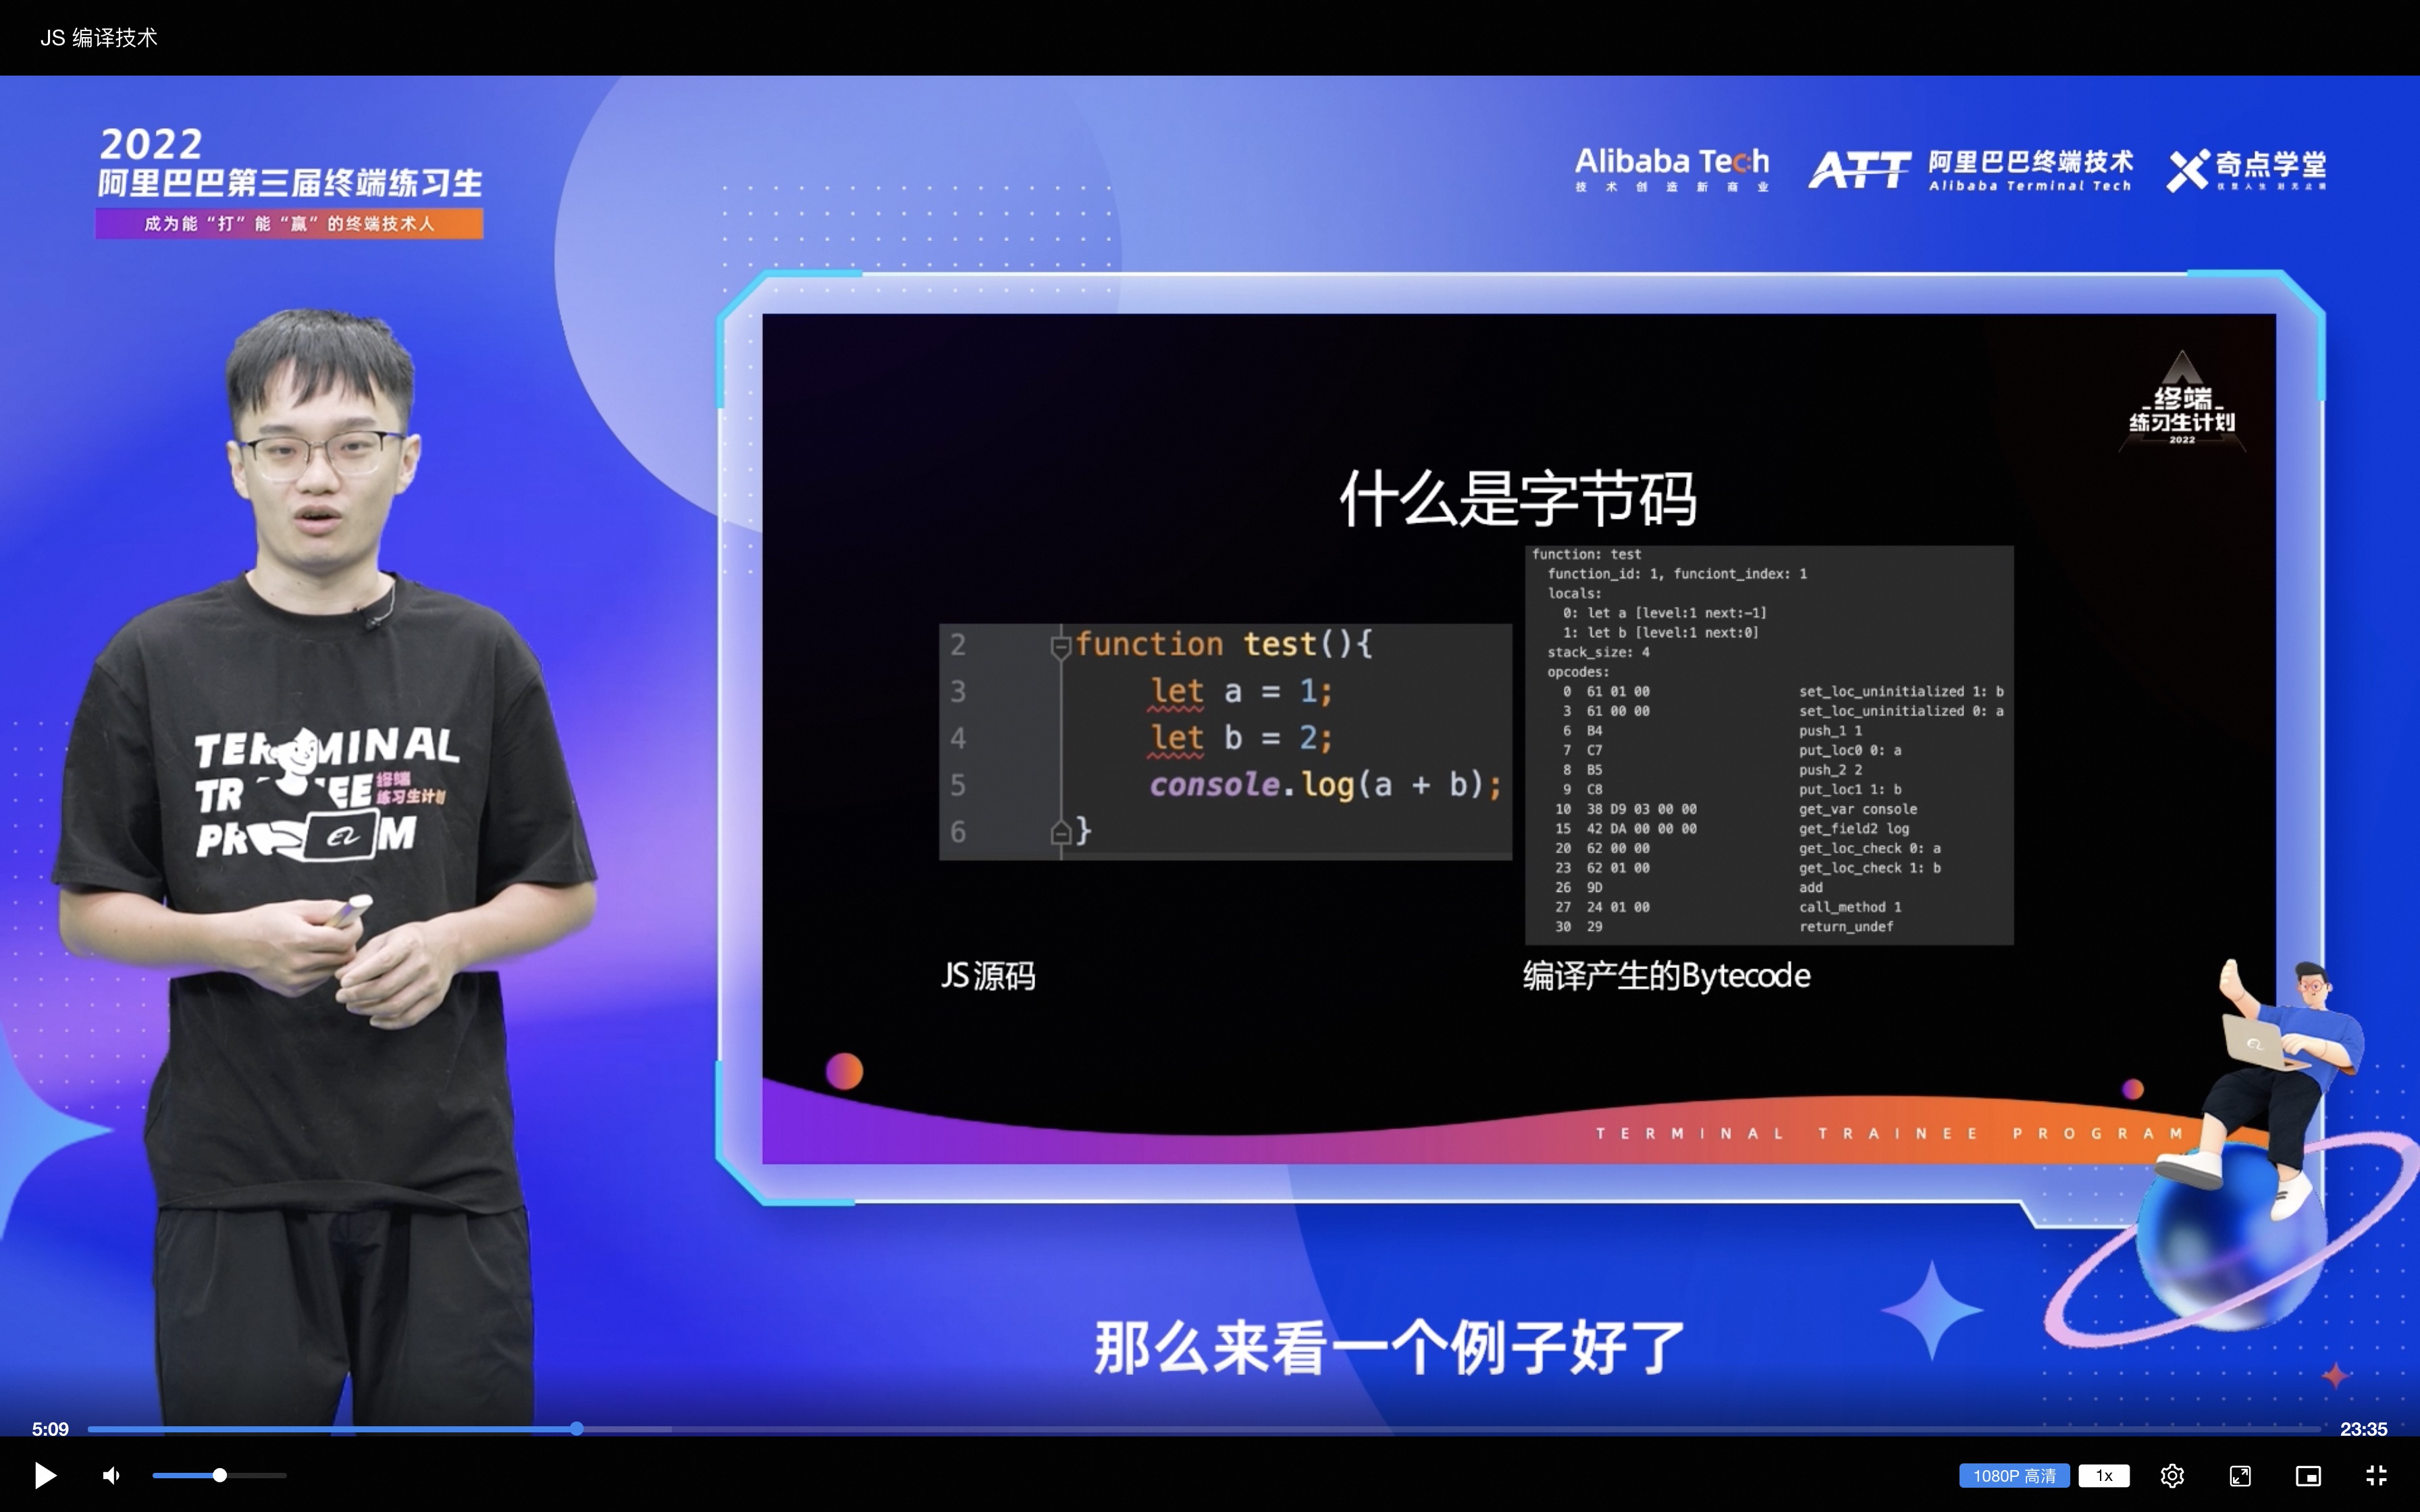 JS 编译技术
2022
阿里巴巴第三届终端练习生
成为能“打”能“赢”的终端技术人
Alibaba Tech
技术创造新商业
ATT
阿里巴巴终端技术
Alibaba Terminal Tech
奇点学堂
终端
练习生计划
2022
什么是字节码
2 function test(){
3 let a = 1;
4 let b = 2;
5 console.log(a + b);
6 }
JS源码
function: test
function_id: 1, funciont_index: 1
locals:
0: let a [level:1 next:-1]
1: let b [level:1 next:0]
stack_size: 4
opcodes:
0 61 01 00 set_loc_uninitialized 1: b
3 61 00 00 set_loc_uninitialized 0: a
6 B4 push_1 1
7 C7 put_loc0 0: a
8 B5 push_2 2
9 C8 put_loc1 1: b
10 38 D9 03 00 00 get_var console
15 42 DA 00 00 00 get_field2 log
20 62 00 00 get_loc_check 0: a
23 62 01 00 get_loc_check 1: b
26 9D add
27 24 01 00 call_method 1
30 29 return_undef
编译产生的Bytecode
TERMINAL TRAINEE PROGRAM
TERMINAL
TR EE 终端
练习生计划
PR M
那么来看一个例子好了
5:09
23:35
1080P 高清
1x